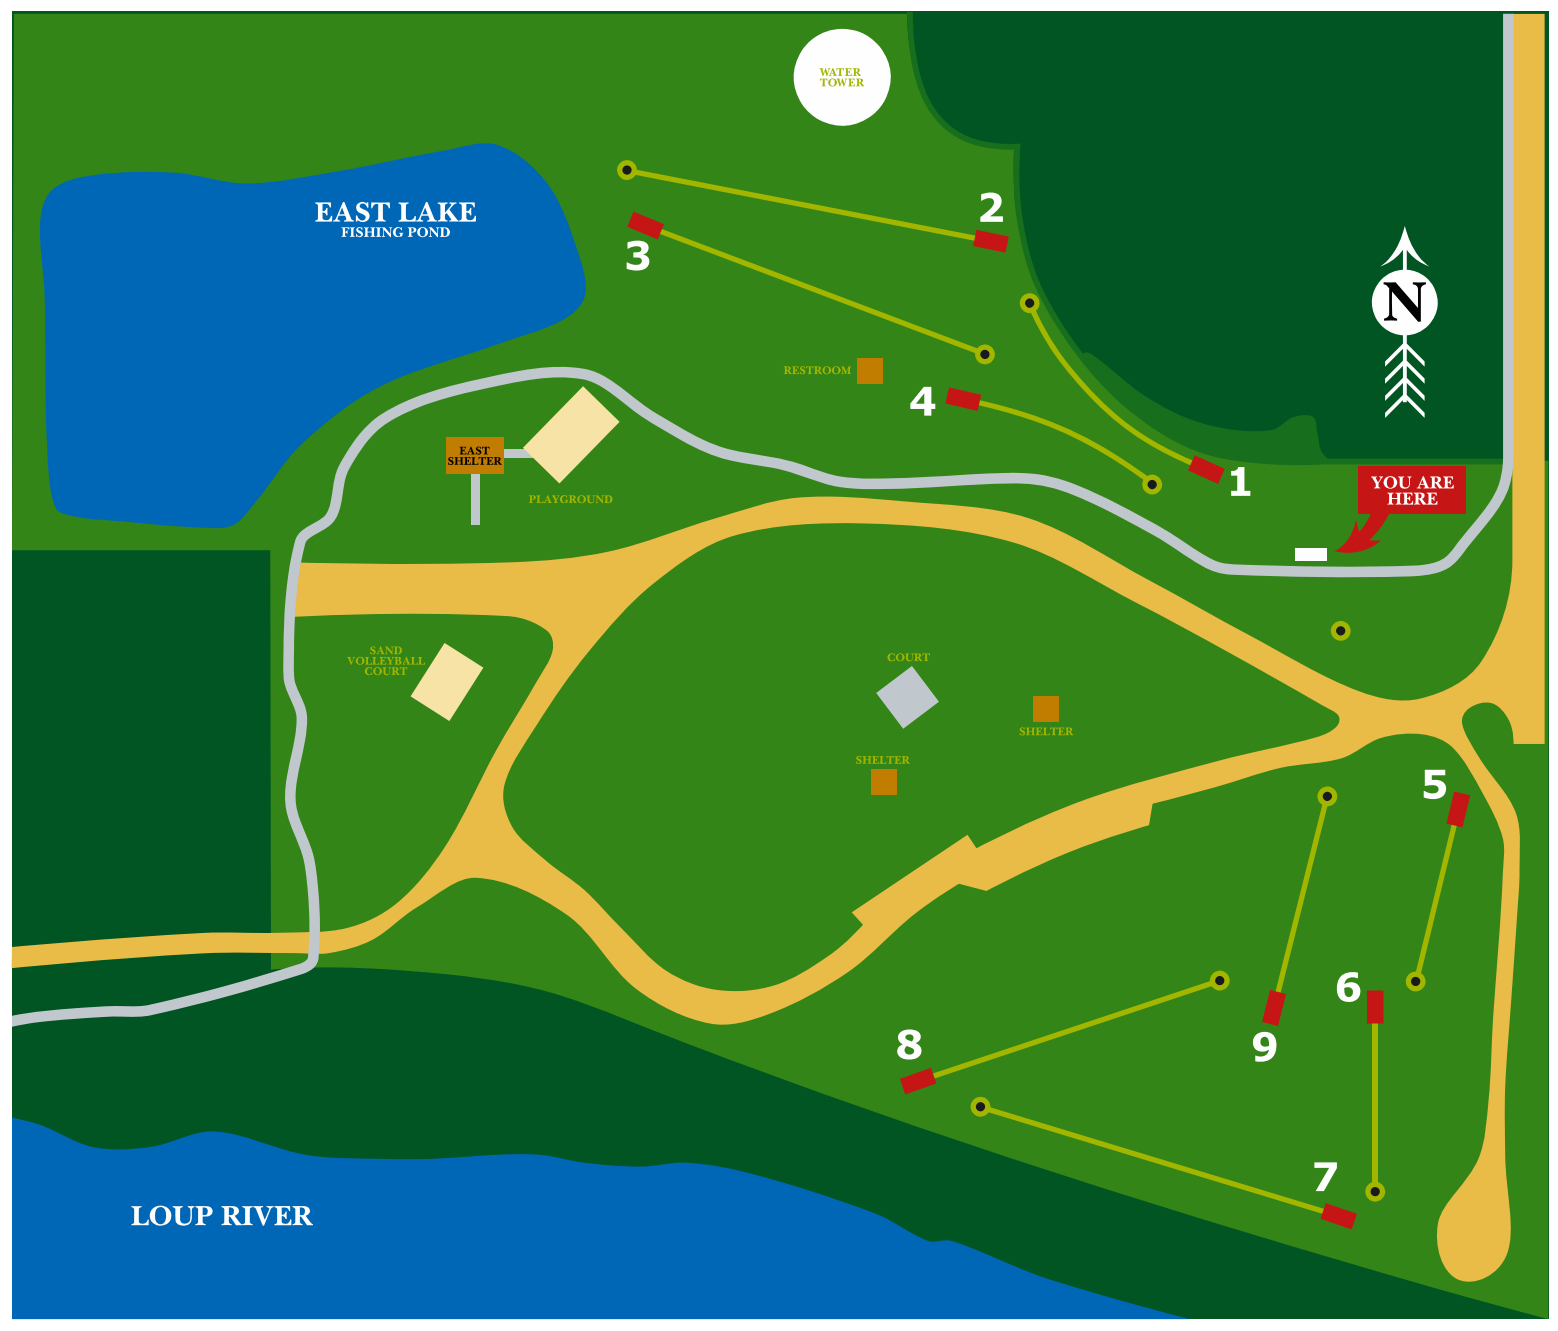 WATER
TOWER
EAST LAKE
FISHING POND
2
3
N
RESTROOM
4
1
YOU ARE
HERE
EAST
SHELTER
PLAYGROUND
SAND
VOLLEYBALL
COURT
COURT
SHELTER
SHELTER
5
6
8
9
7
LOUP RIVER